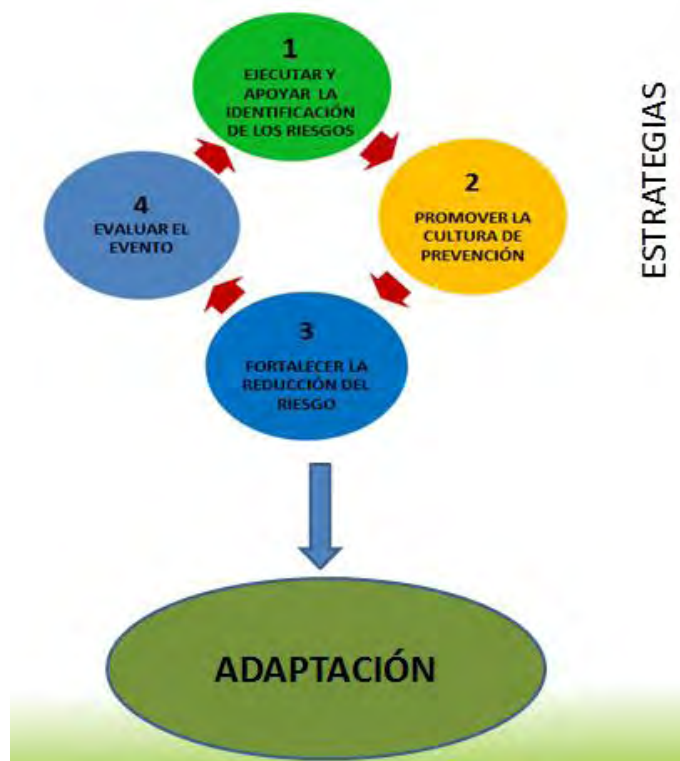 1
EJECUTAR Y
APOYAR LA
IDENTIFICACIÓN
DE LOS RIESGOS
2
PROMOVER LA
CULTURA DE
PREVENCIÓN
3
FORTALECER LA
REDUCCIÓN DEL
RIESGO
4
EVALUAR EL
EVENTO
ESTRATEGIAS
ADAPTACIÓN